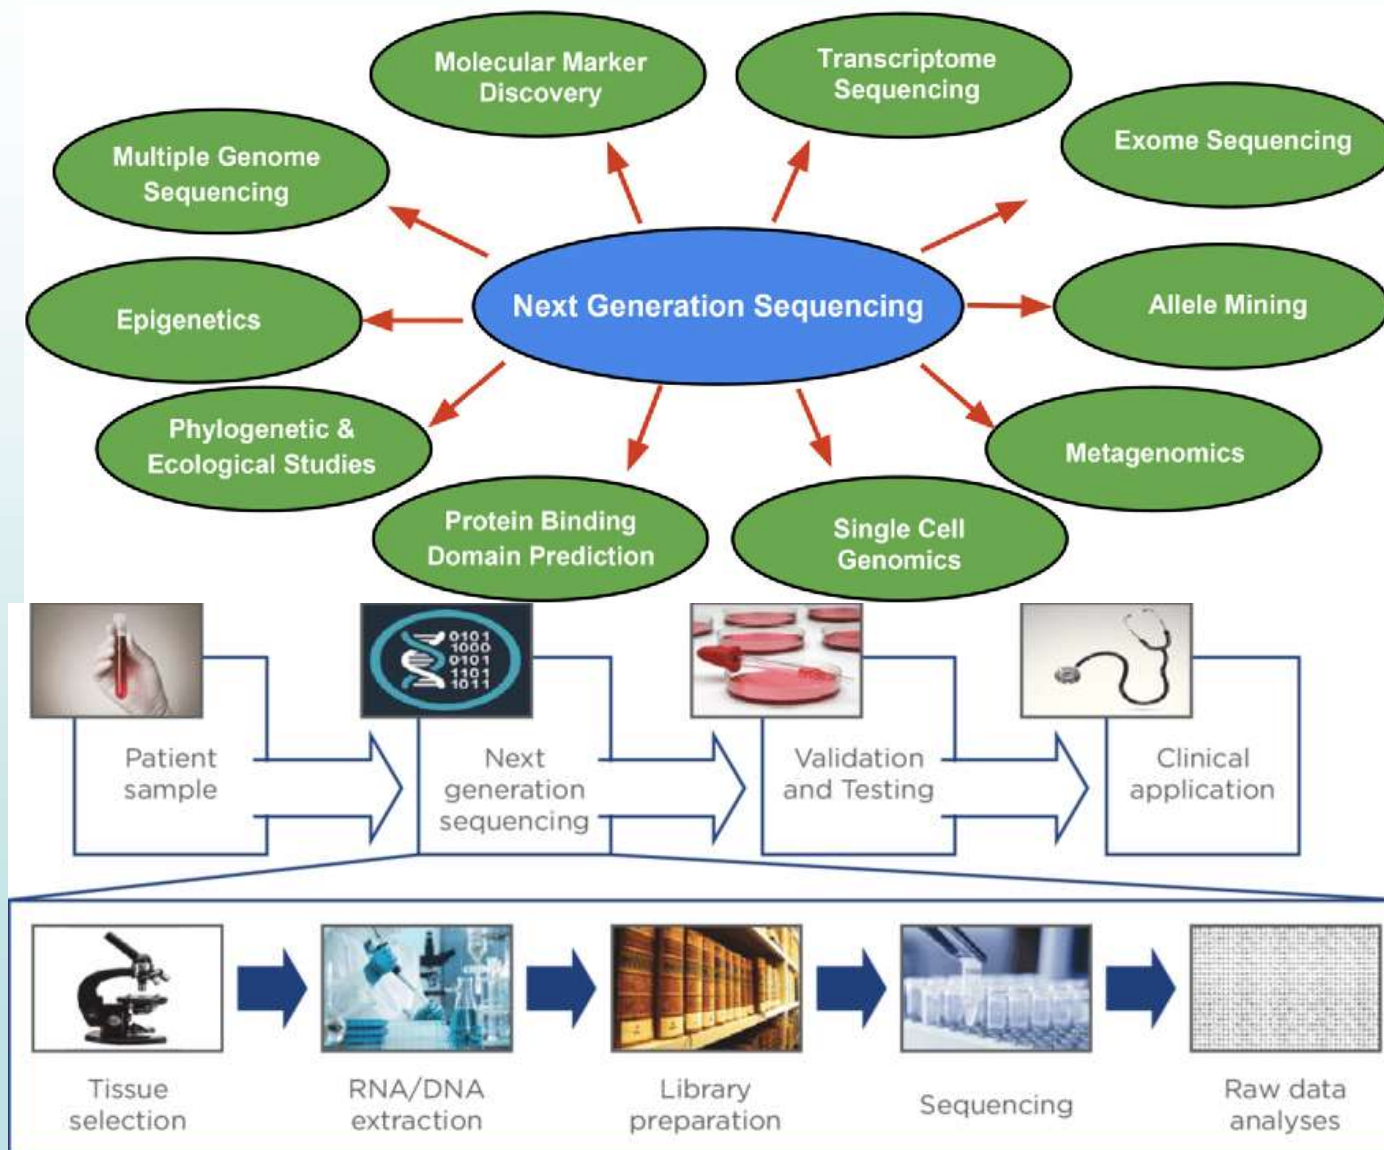 Molecular Marker
Discovery
Transcriptome
Sequencing
Multiple Genome
Sequencing
Exome Sequencing
Next Generation Sequencing
Epigenetics
Allele Mining
Phylogenetic &
Ecological Studies
Metagenomics
Protein Binding
Domain Prediction
Single Cell
Genomics
0101
1000
0101
1101
1011
Patient
sample
Next
generation
sequencing
Validation
and Testing
Clinical
application
Tissue
selection
RNA/DNA
extraction
Library
preparation
Sequencing
Raw data
analyses